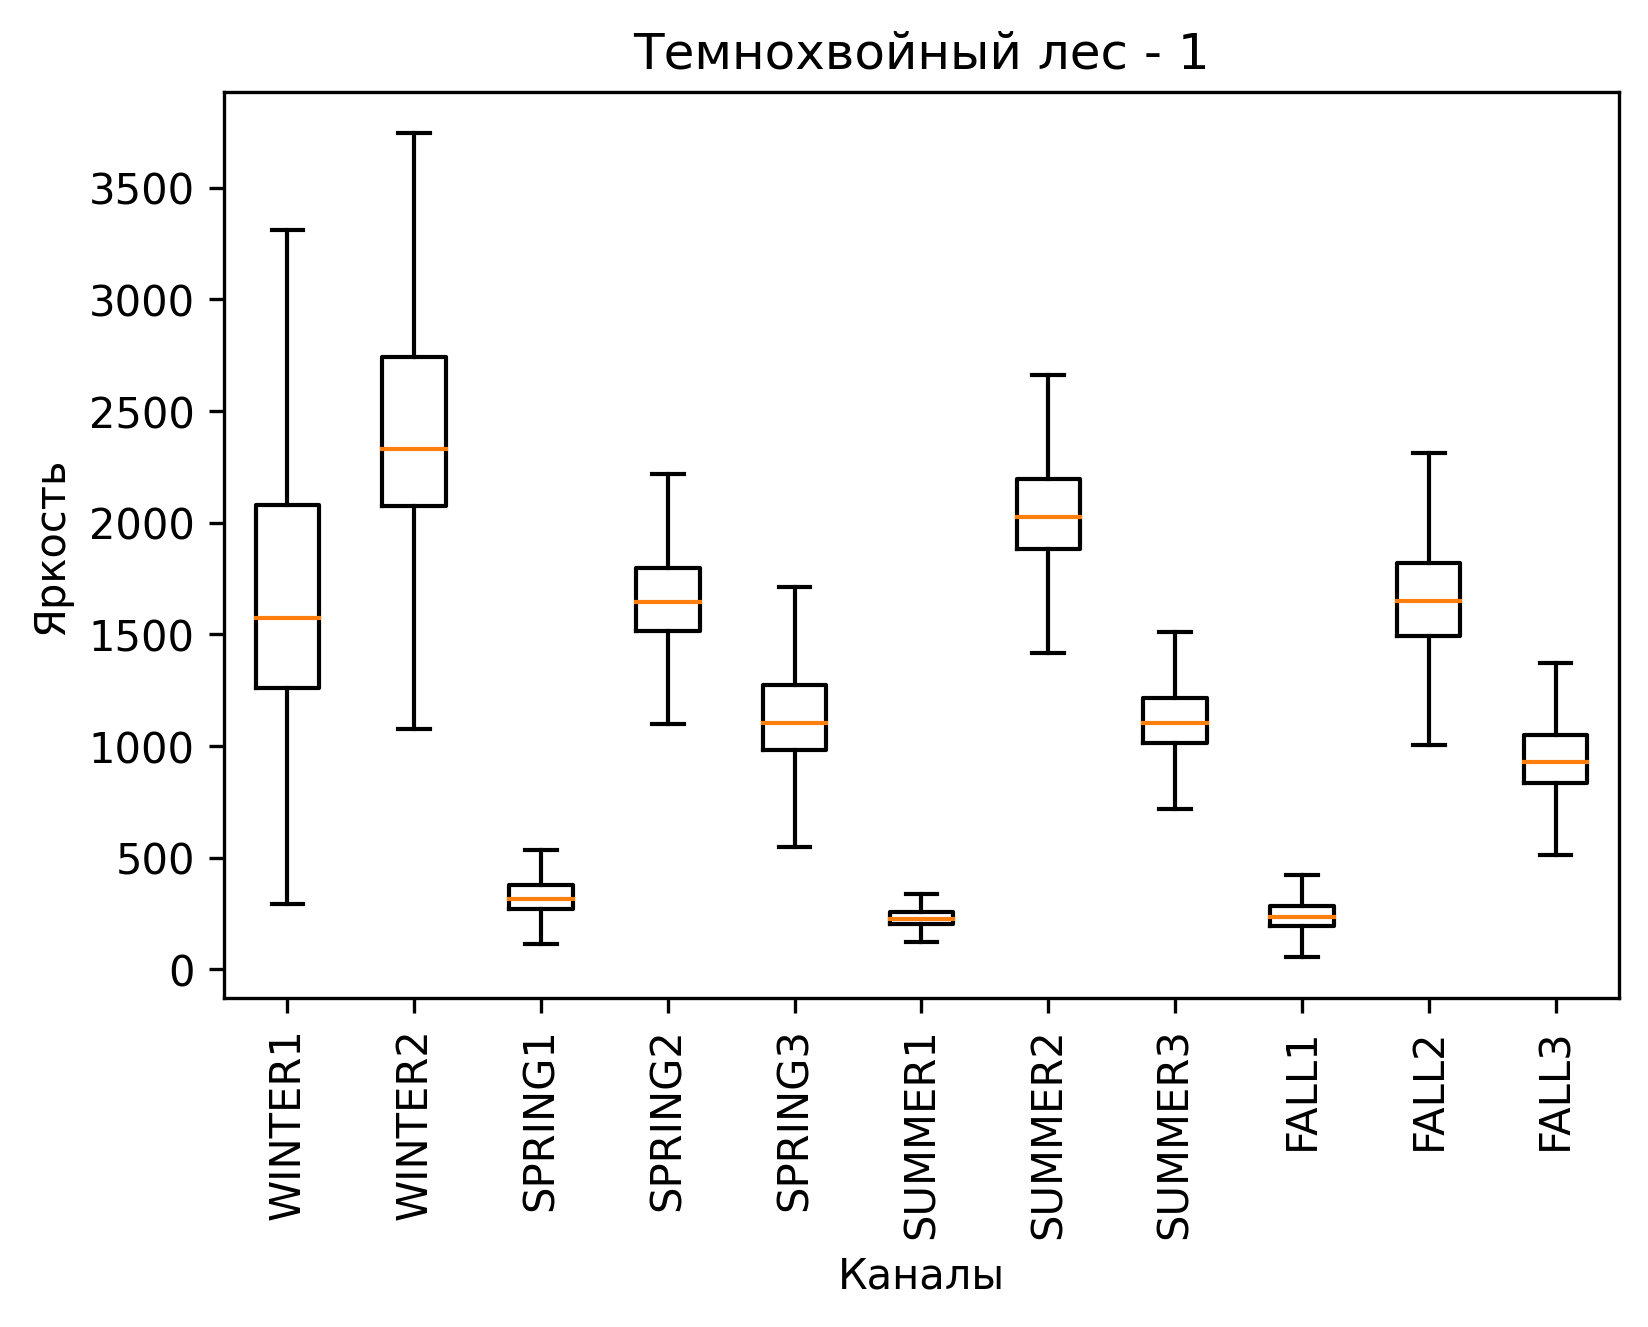 Темнохвойный лес - 1
Яркость
3500
3000
2500
2000
1500
1000
500
0
WINTER1
WINTER2
SPRING1
SPRING2
SPRING3
SUMMER1
SUMMER2
SUMMER3
FALL1
FALL2
FALL3
Каналы